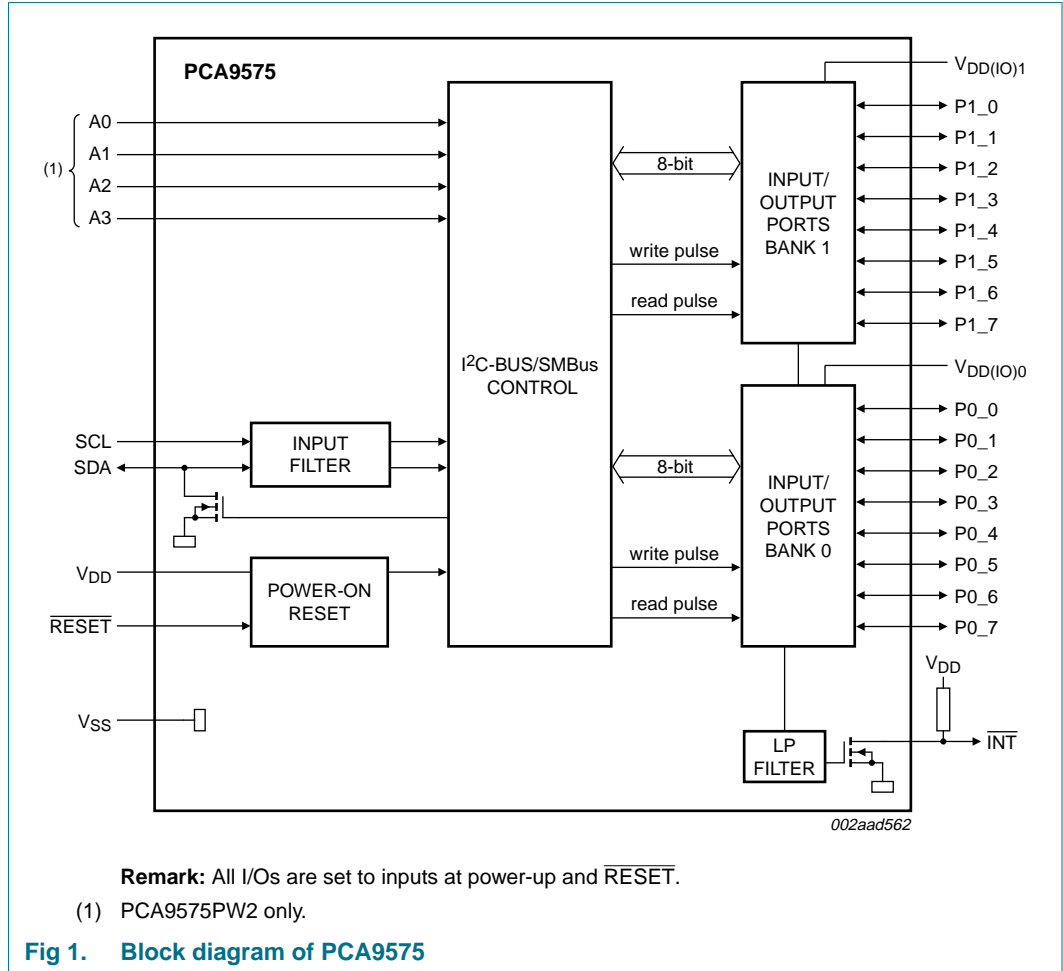 PCA9575
A0
A1
A2
A3
(1)
SCL
SDA
VDD
RESET
VSS
INPUT
FILTER
POWER-ON
RESET
I2C-BUS/SMBus
CONTROL
8-bit
write pulse
read pulse
8-bit
write pulse
read pulse
INPUT/
OUTPUT
PORTS
BANK 1
INPUT/
OUTPUT
PORTS
BANK 0
LP
FILTER
VDD(IO)1
P1_0
P1_1
P1_2
P1_3
P1_4
P1_5
P1_6
P1_7
VDD(IO)0
P0_0
P0_1
P0_2
P0_3
P0_4
P0_5
P0_6
P0_7
VDD
INT
002aad562
Remark: All I/Os are set to inputs at power-up and RESET.
(1) PCA9575PW2 only.
Fig 1. Block diagram of PCA9575